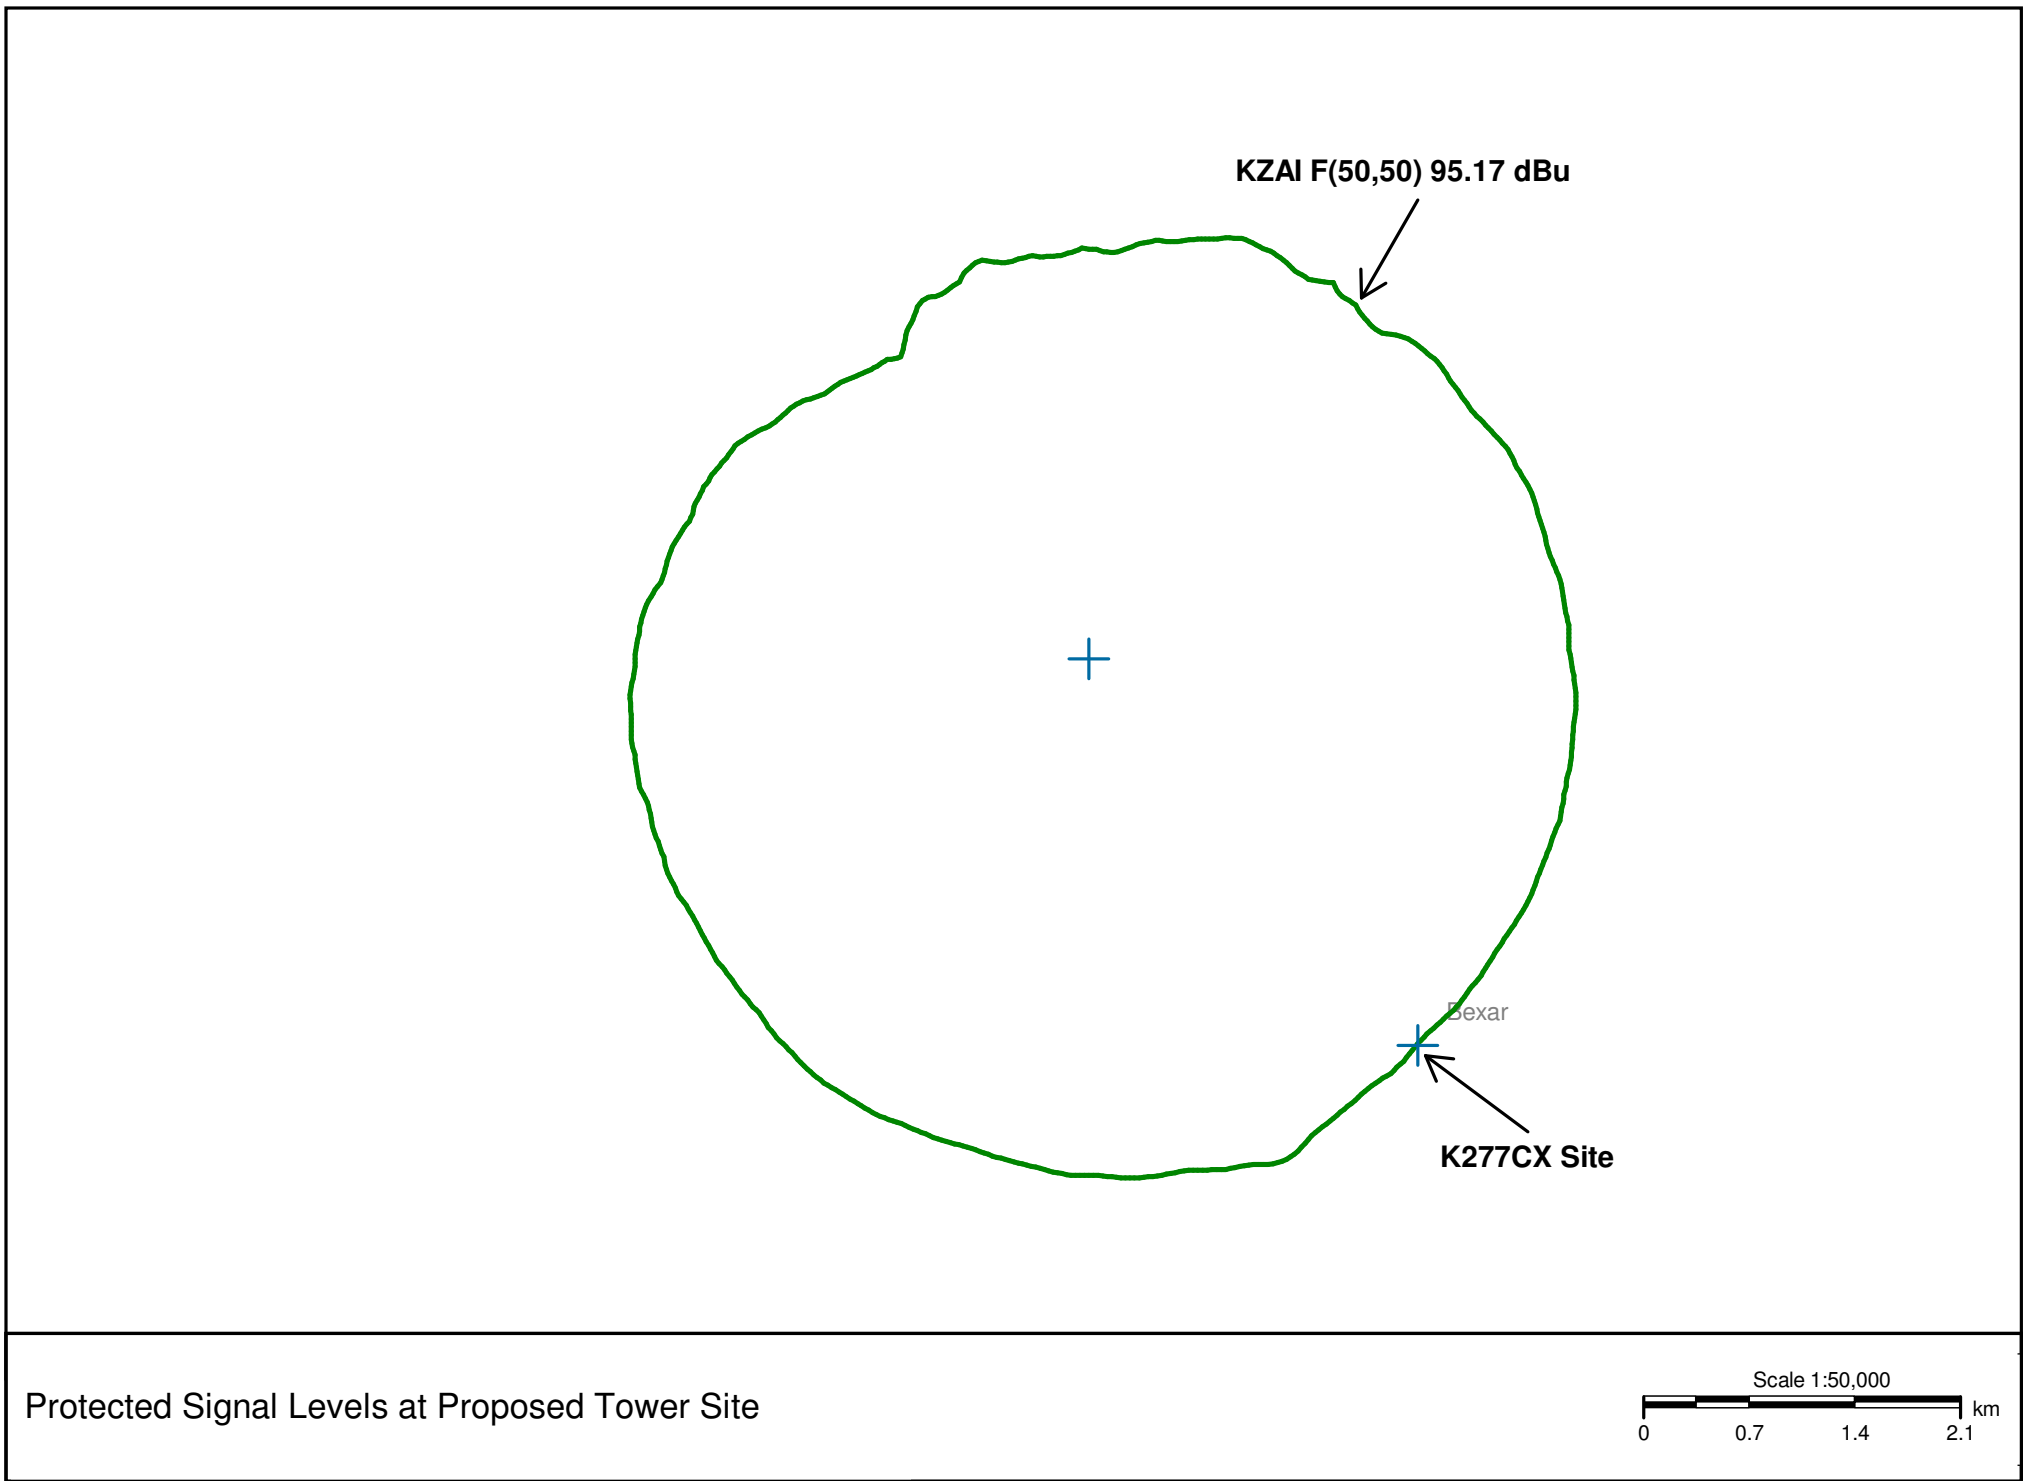 KZAI F(50,50) 95.17 dBu
Bexar
K277CX Site
Protected Signal Levels at Proposed Tower Site
Scale 1:50,000
km
0 0.7 1.4 2.1